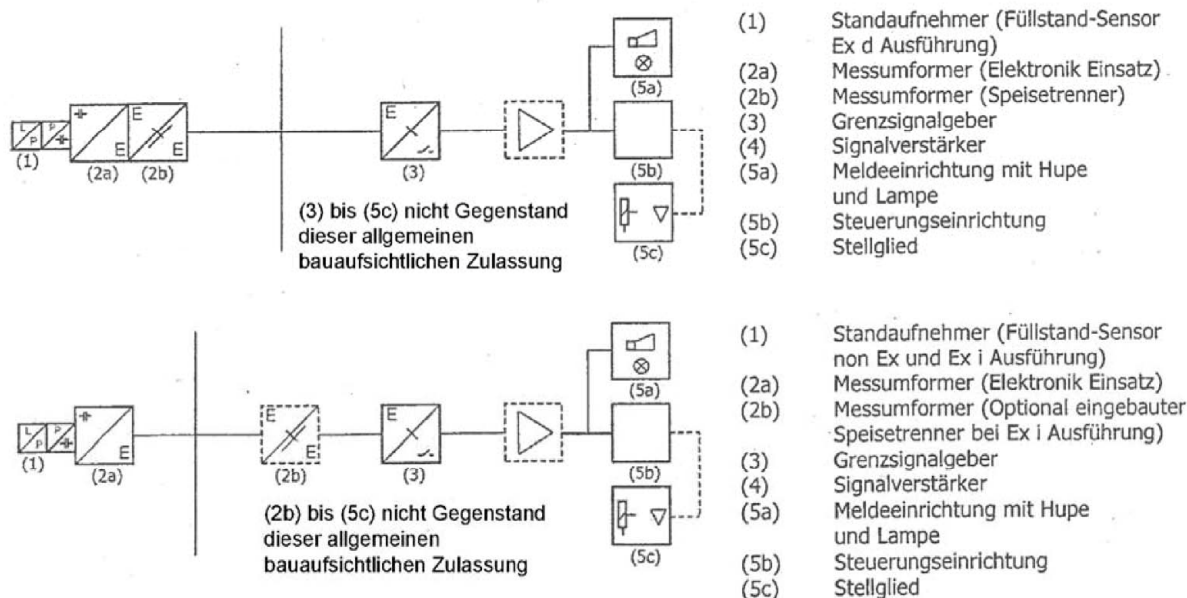 (1) Standaufnehmer (Füllstand-Sensor
Ex d Ausführung)
(2a) Messumformer (Elektronik Einsatz)
(2b) Messumformer (Speisetrenner)
(3) Grenzsignalgeber
(4) Signalverstärker
(5a) Meldeeinrichtung mit Hupe
und Lampe
(5b) Steuerungseinrichtung
(5c) Stellglied
L P P E E E E
(1) (2a) (2b) (3) (5a) (5b) (5c)
(3) bis (5c) nicht Gegenstand
dieser allgemeinen
bauaufsichtlichen Zulassung
(1) Standaufnehmer (Füllstand-Sensor
non Ex und Ex i Ausführung)
(2a) Messumformer (Elektronik Einsatz)
(2b) Messumformer (Optional eingebauter
Speisetrenner bei Ex i Ausführung)
(3) Grenzsignalgeber
(4) Signalverstärker
(5a) Meldeeinrichtung mit Hupe
und Lampe
(5b) Steuerungseinrichtung
(5c) Stellglied
L P P E E E E
(1) (2a) (2b) (3) (5a) (5b) (5c)
(2b) bis (5c) nicht Gegenstand
dieser allgemeinen
bauaufsichtlichen Zulassung